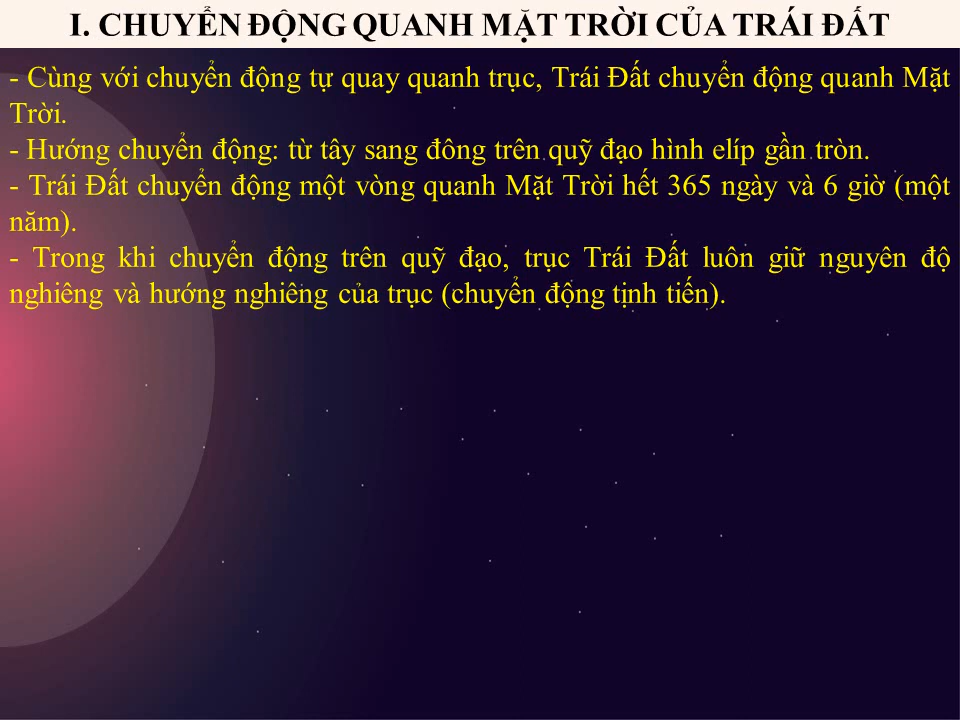 I. CHUYỂN ĐỘNG QUANH MẶT TRỜI CỦA TRÁI ĐẤT
- Cùng với chuyển động tự quay quanh trục, Trái Đất chuyển động quanh Mặt
Trời.
- Hướng chuyển động: từ tây sang đông trên quỹ đạo hình elíp gần tròn.
- Trái Đất chuyển động một vòng quanh Mặt Trời hết 365 ngày và 6 giờ (một
năm).
- Trong khi chuyển động trên quỹ đạo, trục Trái Đất luôn giữ nguyên độ
nghiêng và hướng nghiêng của trục (chuyển động tịnh tiến).